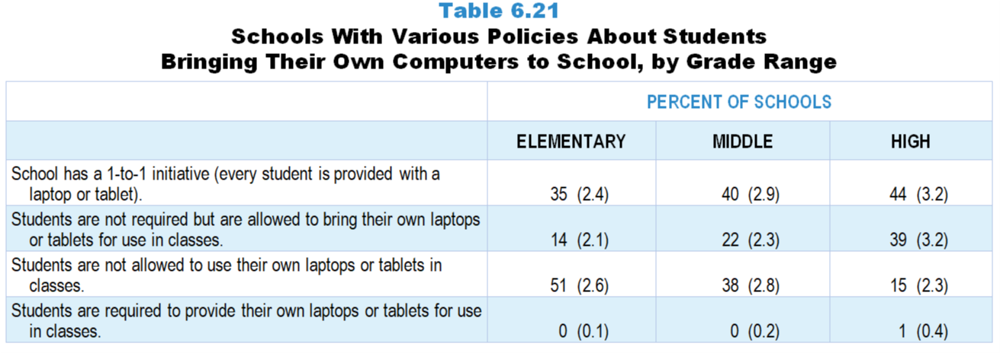 Table 6.21
Schools With Various Policies About Students
Bringing Their Own Computers to School, by Grade Range
PERCENT OF SCHOOLS
ELEMENTARY MIDDLE HIGH
School has a 1-to-1 initiative (every student is provided with a
laptop or tablet). 35 (2.4) 40 (2.9) 44 (3.2)
Students are not required but are allowed to bring their own laptops
or tablets for use in classes. 14 (2.1) 22 (2.3) 39 (3.2)
Students are not allowed to use their own laptops or tablets in
classes. 51 (2.6) 38 (2.8) 15 (2.3)
Students are required to provide their own laptops or tablets for use
in classes. 0 (0.1) 0 (0.2) 1 (0.4)